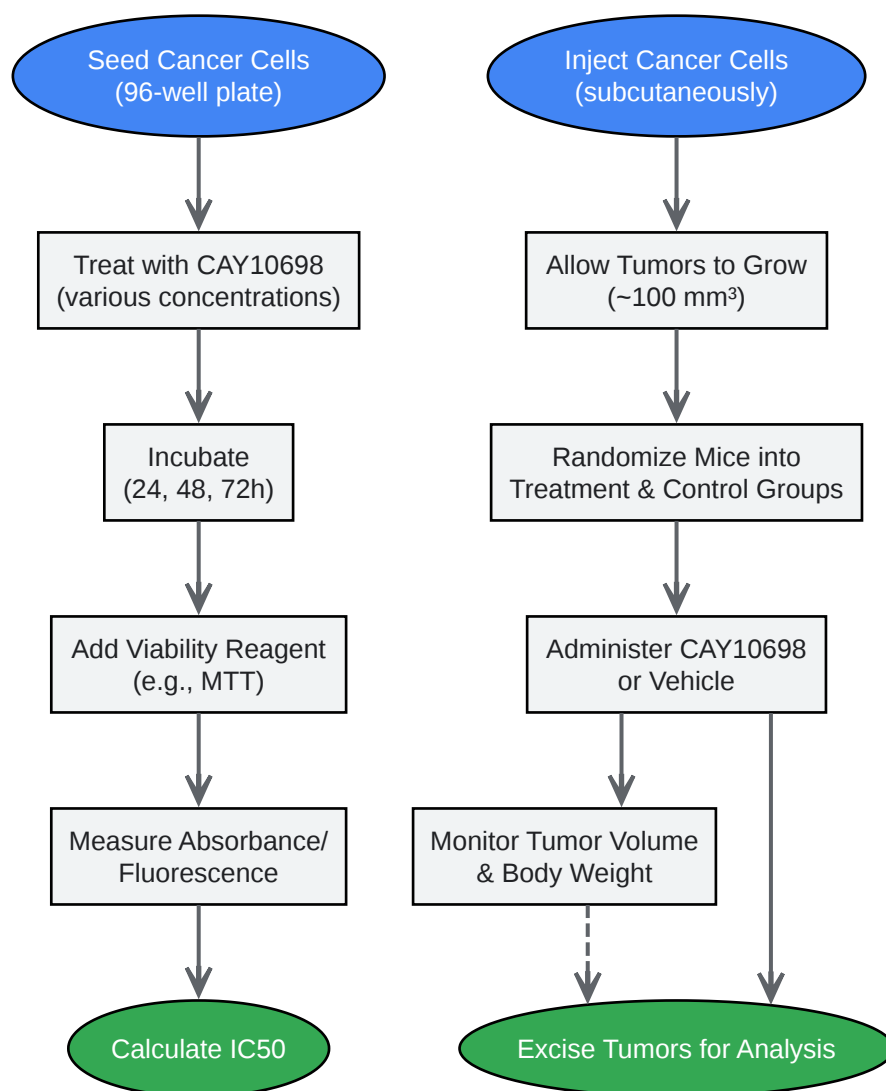 Seed Cancer Cells
(96-well plate)
Treat with CAY10698
(various concentrations)
Incubate
(24, 48, 72h)
Add Viability Reagent
(e.g., MTT)
Measure Absorbance/
Fluorescence
Calculate IC50
Inject Cancer Cells
(subcutaneously)
Allow Tumors to Grow
(~100 mm³)
Randomize Mice into
Treatment & Control Groups
Administer CAY10698
or Vehicle
Monitor Tumor Volume
& Body Weight
Excise Tumors for Analysis